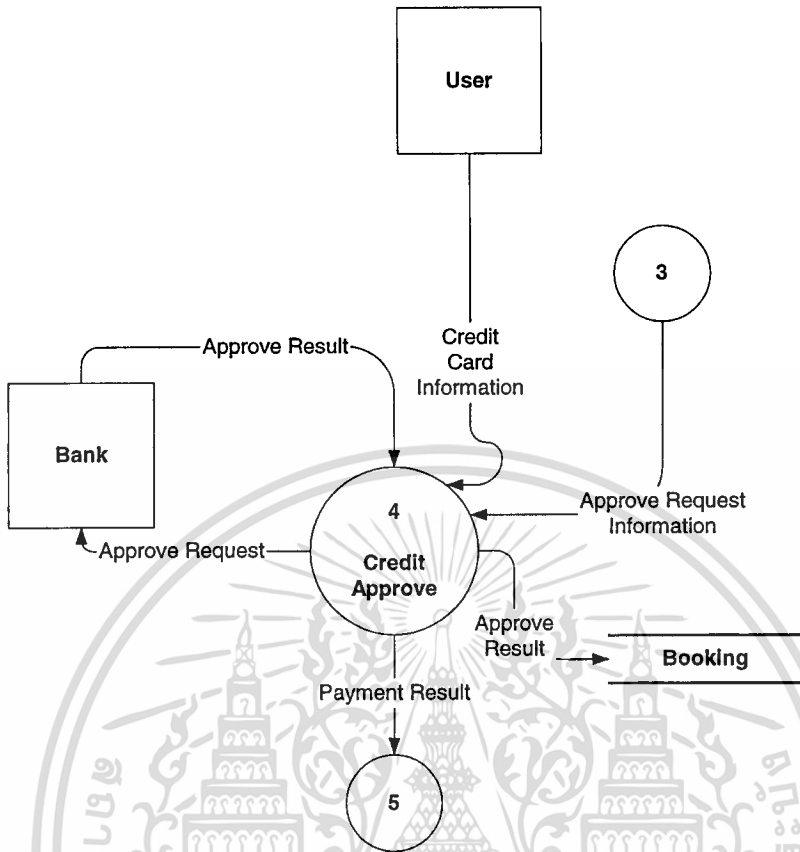 User
3
Approve Result
Credit
Card
Information
Bank
4
Credit
Approve
Approve Request
Information
Approve Request
Approve
Result
Booking
Payment Result
5